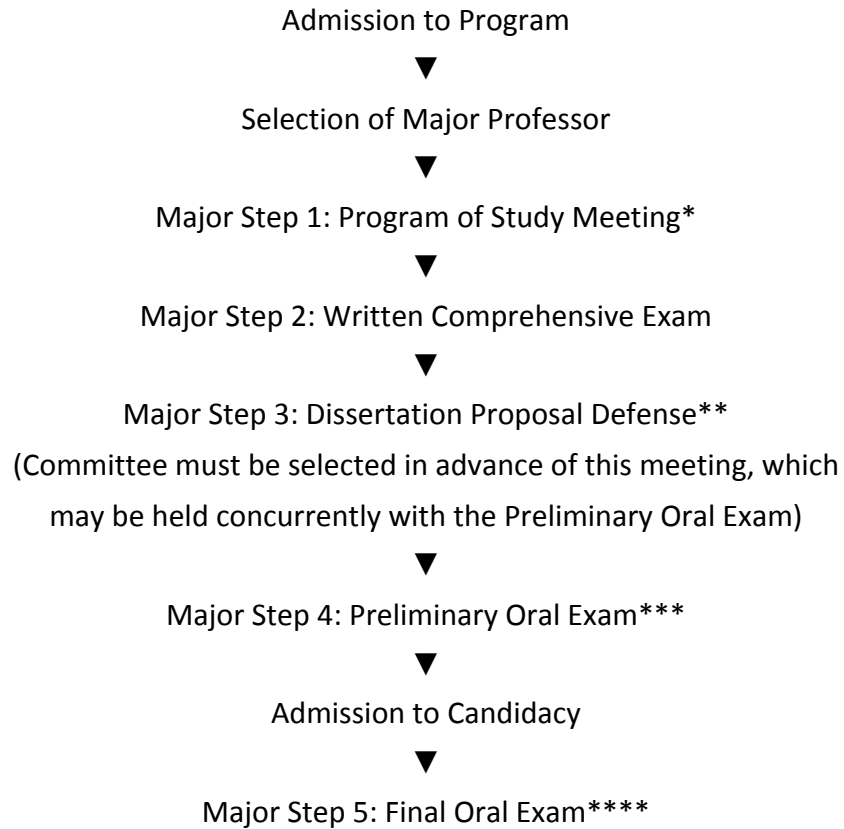 Admission to Program
▼
Selection of Major Professor
▼
Major Step 1: Program of Study Meeting*
▼
Major Step 2: Written Comprehensive Exam
▼
Major Step 3: Dissertation Proposal Defense**
(Committee must be selected in advance of this meeting, which
may be held concurrently with the Preliminary Oral Exam)
▼
Major Step 4: Preliminary Oral Exam***
▼
Admission to Candidacy
▼
Major Step 5: Final Oral Exam****